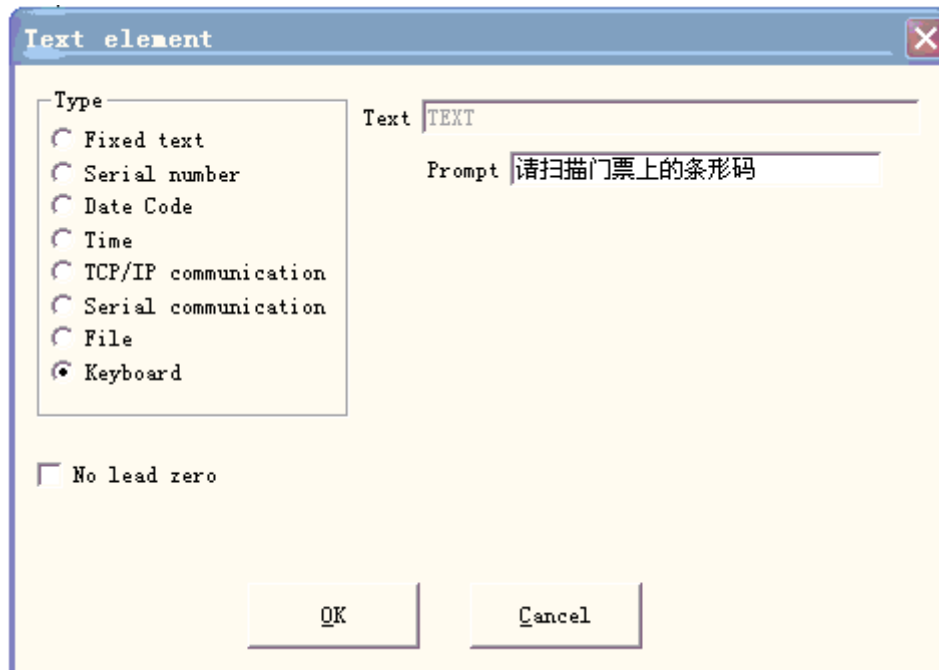 Text element
Type
Fixed text
Serial number
Date Code
Time
TCP/IP communication
Serial communication
File
Keyboard
Text TEXT
Prompt 请扫描门票上的条形码
No lead zero
OK
Cancel